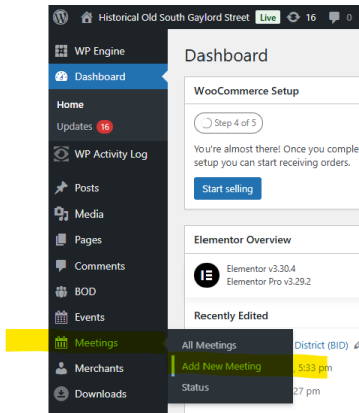 Historical Old South Gaylord Street Live 16 0
WP Engine
Dashboard
Home
Updates 16
WP Activity Log
Posts
Media
Pages
Comments
BOD
Events
Meetings
Merchants
Downloads
All Meetings
Add New Meeting
Status
Dashboard
WooCommerce Setup
Step 4 of 5
You're almost there! Once you comple
setup you can start receiving orders.
Start selling
Elementor Overview
Elementor v3.30.4
Elementor Pro v3.29.2
Recently Edited
District (BID)
, 5:33 pm
27 pm